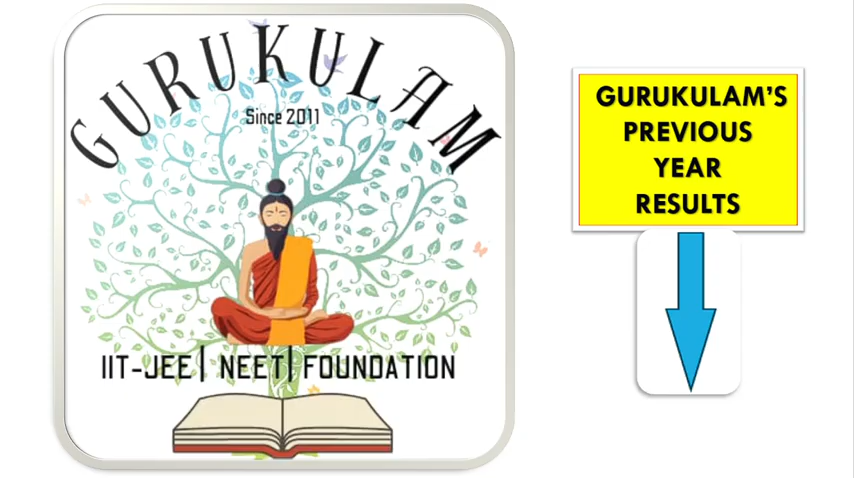 GURUKULAM
Since 2011
IIT-JEE| NEET| FOUNDATION
GURUKULAM’S
PREVIOUS
YEAR
RESULTS